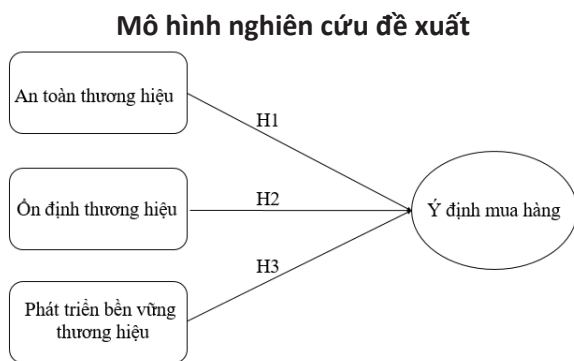 Mô hình nghiên cứu đề xuất
An toàn thương hiệu
H1
Ổn định thương hiệu
H2
Ý định mua hàng
H3
Phát triển bền vững
thương hiệu